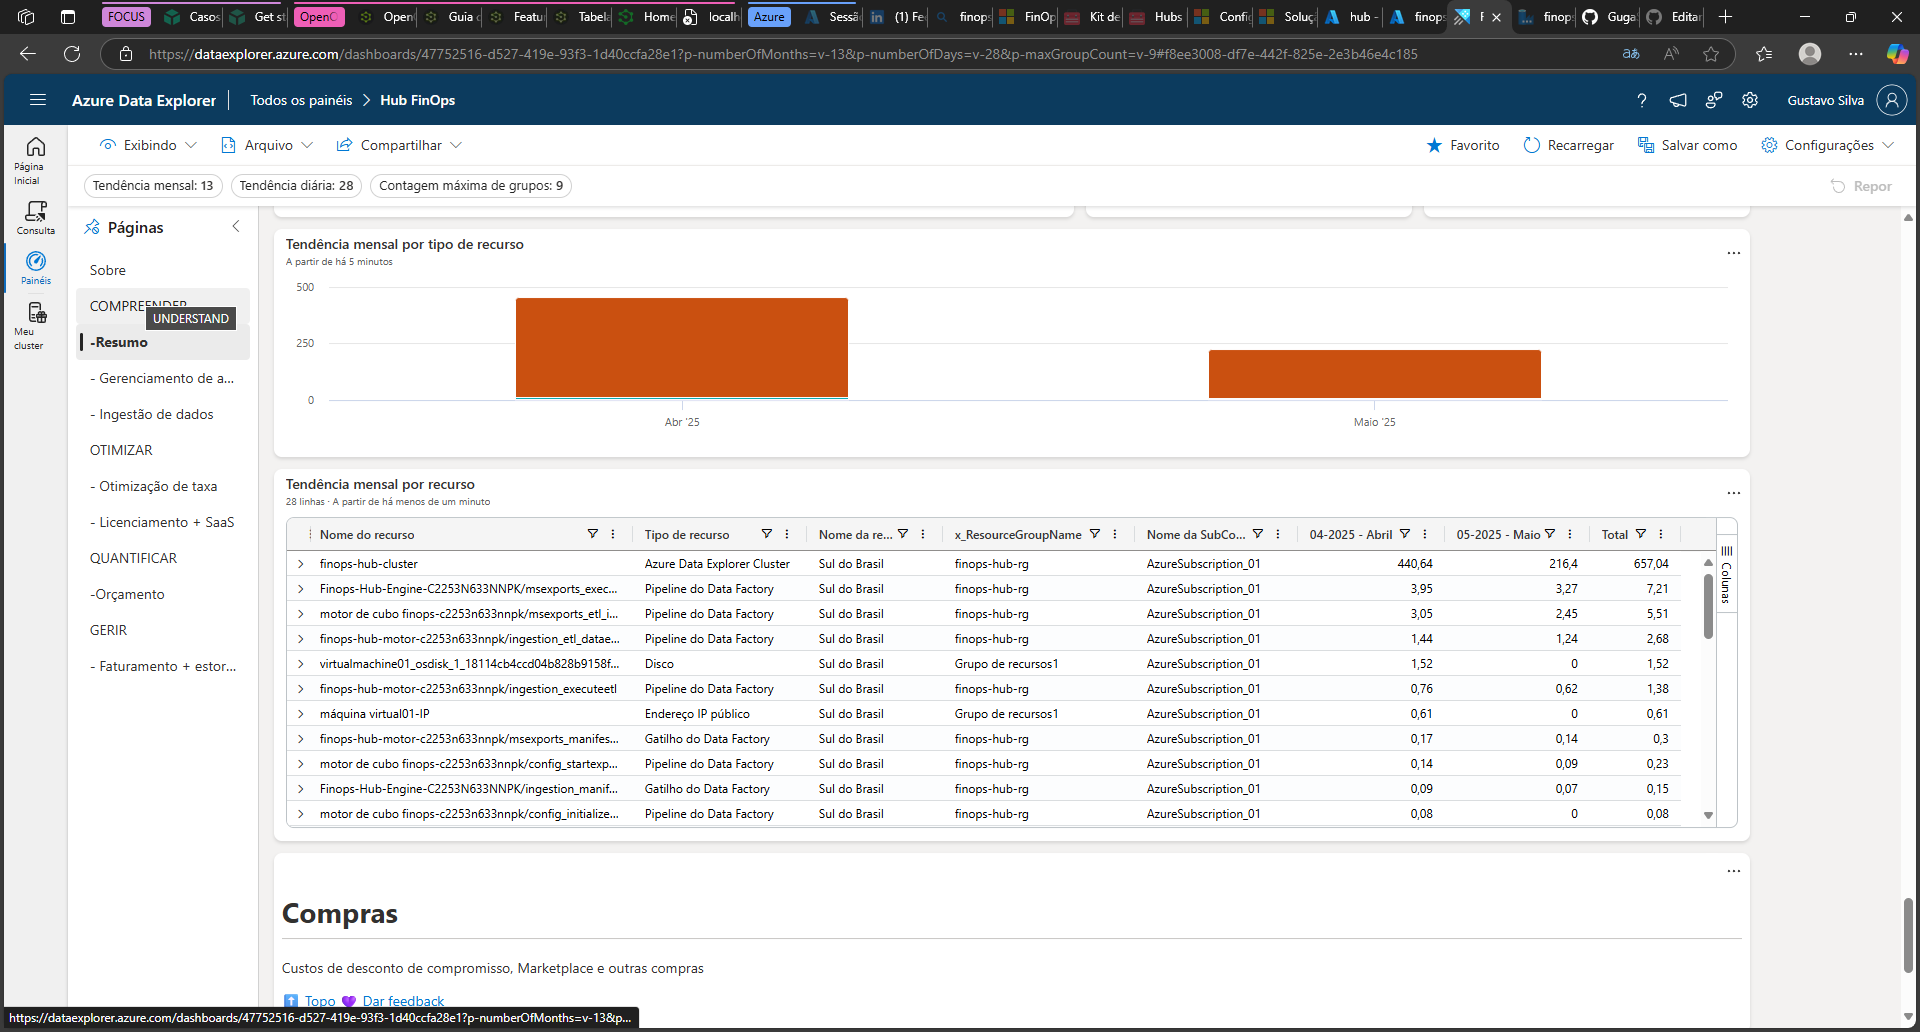 FOCUS
Casos
Get st
OpenC
Open
Guia d
Featu
Tabela
Home
localh
Azure
Sessã
(1) Fe
finops
FinOp
Kit de
Hubs
Config
Soluç
hub -
finops
finops
Guga
Editar
https://dataexplorer.azure.com/dashboards/47752516-d527-419e-93f3-1d40ccfa28e1?p-numberOfMonths=v-13&p-numberOfDays=v-28&p-maxGroupCount=v-9#f8ee3008-df7e-442f-825e-2e3b46e4c185
Azure Data Explorer
Todos os painéis > Hub FinOps
Gustavo Silva
Exibindo
Arquivo
Compartilhar
Favorito
Recarregar
Salvar como
Configurações
Tendência mensal: 13
Tendência diária: 28
Contagem máxima de grupos: 9
Repor
Página Inicial
Consulta
Painéis
Meu cluster
Páginas
Sobre
COMPREENDER
UNDERSTAND
-Resumo
- Gerenciamento de a...
- Ingestão de dados
OTIMIZAR
- Otimização de taxa
- Licenciamento + SaaS
QUANTIFICAR
-Orçamento
GERIR
- Faturamento + estor...
Tendência mensal por tipo de recurso
A partir de há 5 minutos
500
250
0
Abr '25
Maio '25
Tendência mensal por recurso
28 linhas · A partir de há menos de um minuto
Nome do recurso Tipo de recurso Nome da re... x_ResourceGroupName Nome da SubCo... 04-2025 - Abril 05-2025 - Maio Total
finops-hub-cluster Azure Data Explorer Cluster Sul do Brasil finops-hub-rg AzureSubscription_01 440,64 216,4 657,04
Finops-Hub-Engine-C2253N633NNPK/msexports_exec... Pipeline do Data Factory Sul do Brasil finops-hub-rg AzureSubscription_01 3,95 3,27 7,21
motor de cubo finops-c2253n633nnpk/msexports_etl_i... Pipeline do Data Factory Sul do Brasil finops-hub-rg AzureSubscription_01 3,05 2,45 5,51
finops-hub-motor-c2253n633nnpk/ingestion_etl_datae... Pipeline do Data Factory Sul do Brasil finops-hub-rg AzureSubscription_01 1,44 1,24 2,68
virtualmachine01_osdisk_1_18114cb4ccd04b828b9158f... Disco Sul do Brasil Grupo de recursos1 AzureSubscription_01 1,52 0 1,52
finops-hub-motor-c2253n633nnpk/ingestion_executeetl Pipeline do Data Factory Sul do Brasil finops-hub-rg AzureSubscription_01 0,76 0,62 1,38
máquina virtual01-IP Endereço IP público Sul do Brasil Grupo de recursos1 AzureSubscription_01 0,61 0 0,61
finops-hub-motor-c2253n633nnpk/msexports_manifes... Gatilho do Data Factory Sul do Brasil finops-hub-rg AzureSubscription_01 0,17 0,14 0,3
motor de cubo finops-c2253n633nnpk/config_startexp... Pipeline do Data Factory Sul do Brasil finops-hub-rg AzureSubscription_01 0,14 0,09 0,23
Finops-Hub-Engine-C2253N633NNPK/ingestion_manif... Gatilho do Data Factory Sul do Brasil finops-hub-rg AzureSubscription_01 0,09 0,07 0,15
motor de cubo finops-c2253n633nnpk/config_initialize... Pipeline do Data Factory Sul do Brasil finops-hub-rg AzureSubscription_01 0,08 0 0,08
Colunas
Compras
Custos de desconto de compromisso, Marketplace e outras compras
Topo 💜 Dar feedback
https://dataexplorer.azure.com/dashboards/47752516-d527-419e-93f3-1d40ccfa28e1?p-numberOfMonths=v-13&p...